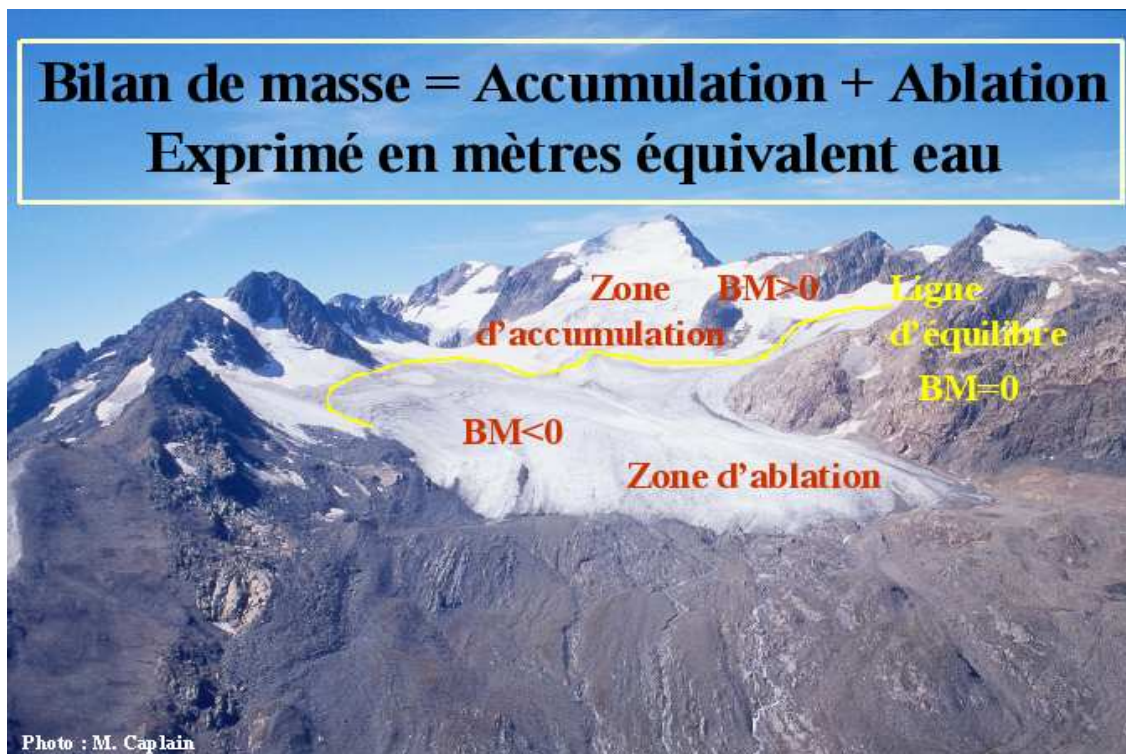 Bilan de masse = Accumulation + Ablation
Exprimé en mètres équivalent eau
Zone BM>0
d'accumulation
Ligne
d'équilibre
BM=0
BM<0
Zone d'ablation
Photo : M. Caplain